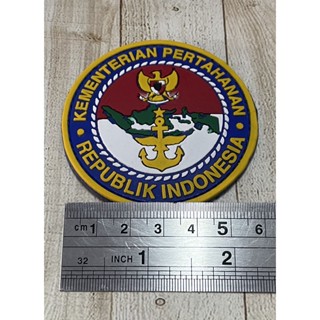 KEMENTERIAN PERTAHANAN
REPUBLIK INDONESIA
cm 1 2 3 4 5 6
32 INCH 1 2